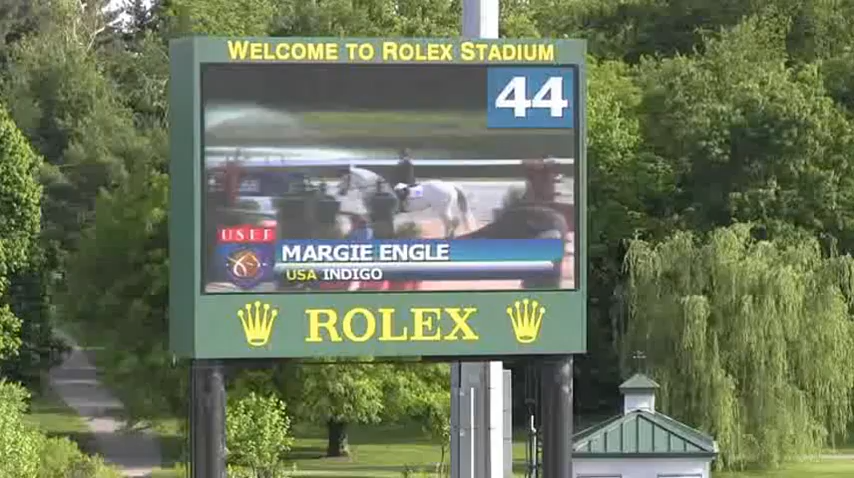 WELCOME TO ROLEX STADIUM
44
USEF
MARGIE ENGLE
USA INDIGO
ROLEX